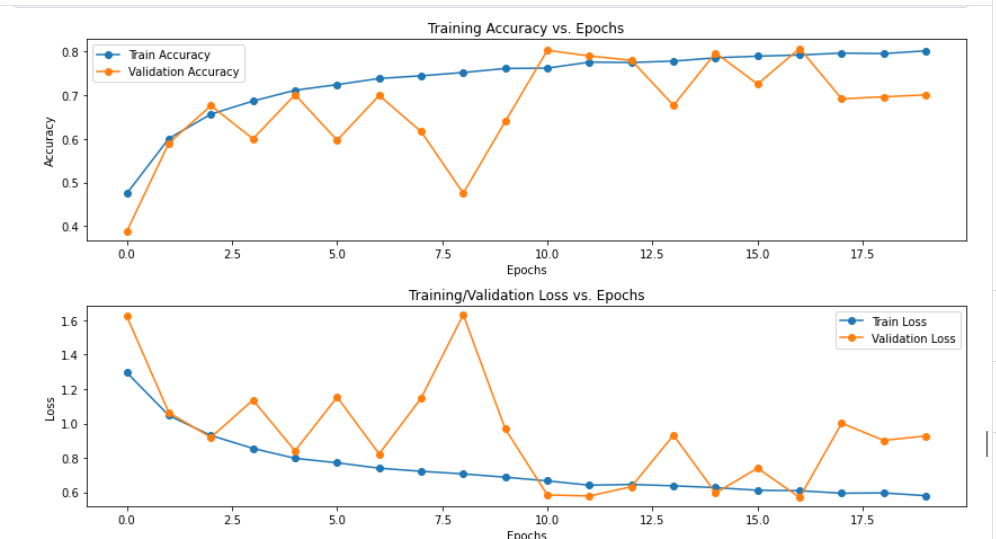 Training Accuracy vs. Epochs
Train Accuracy
Validation Accuracy
0.8
0.7
0.6
0.5
0.4
Accuracy
0.0 2.5 5.0 7.5 10.0 12.5 15.0 17.5
Epochs
Training/Validation Loss vs. Epochs
Train Loss
Validation Loss
1.6
1.4
1.2
1.0
0.8
0.6
Loss
0.0 2.5 5.0 7.5 10.0 12.5 15.0 17.5
Epochs